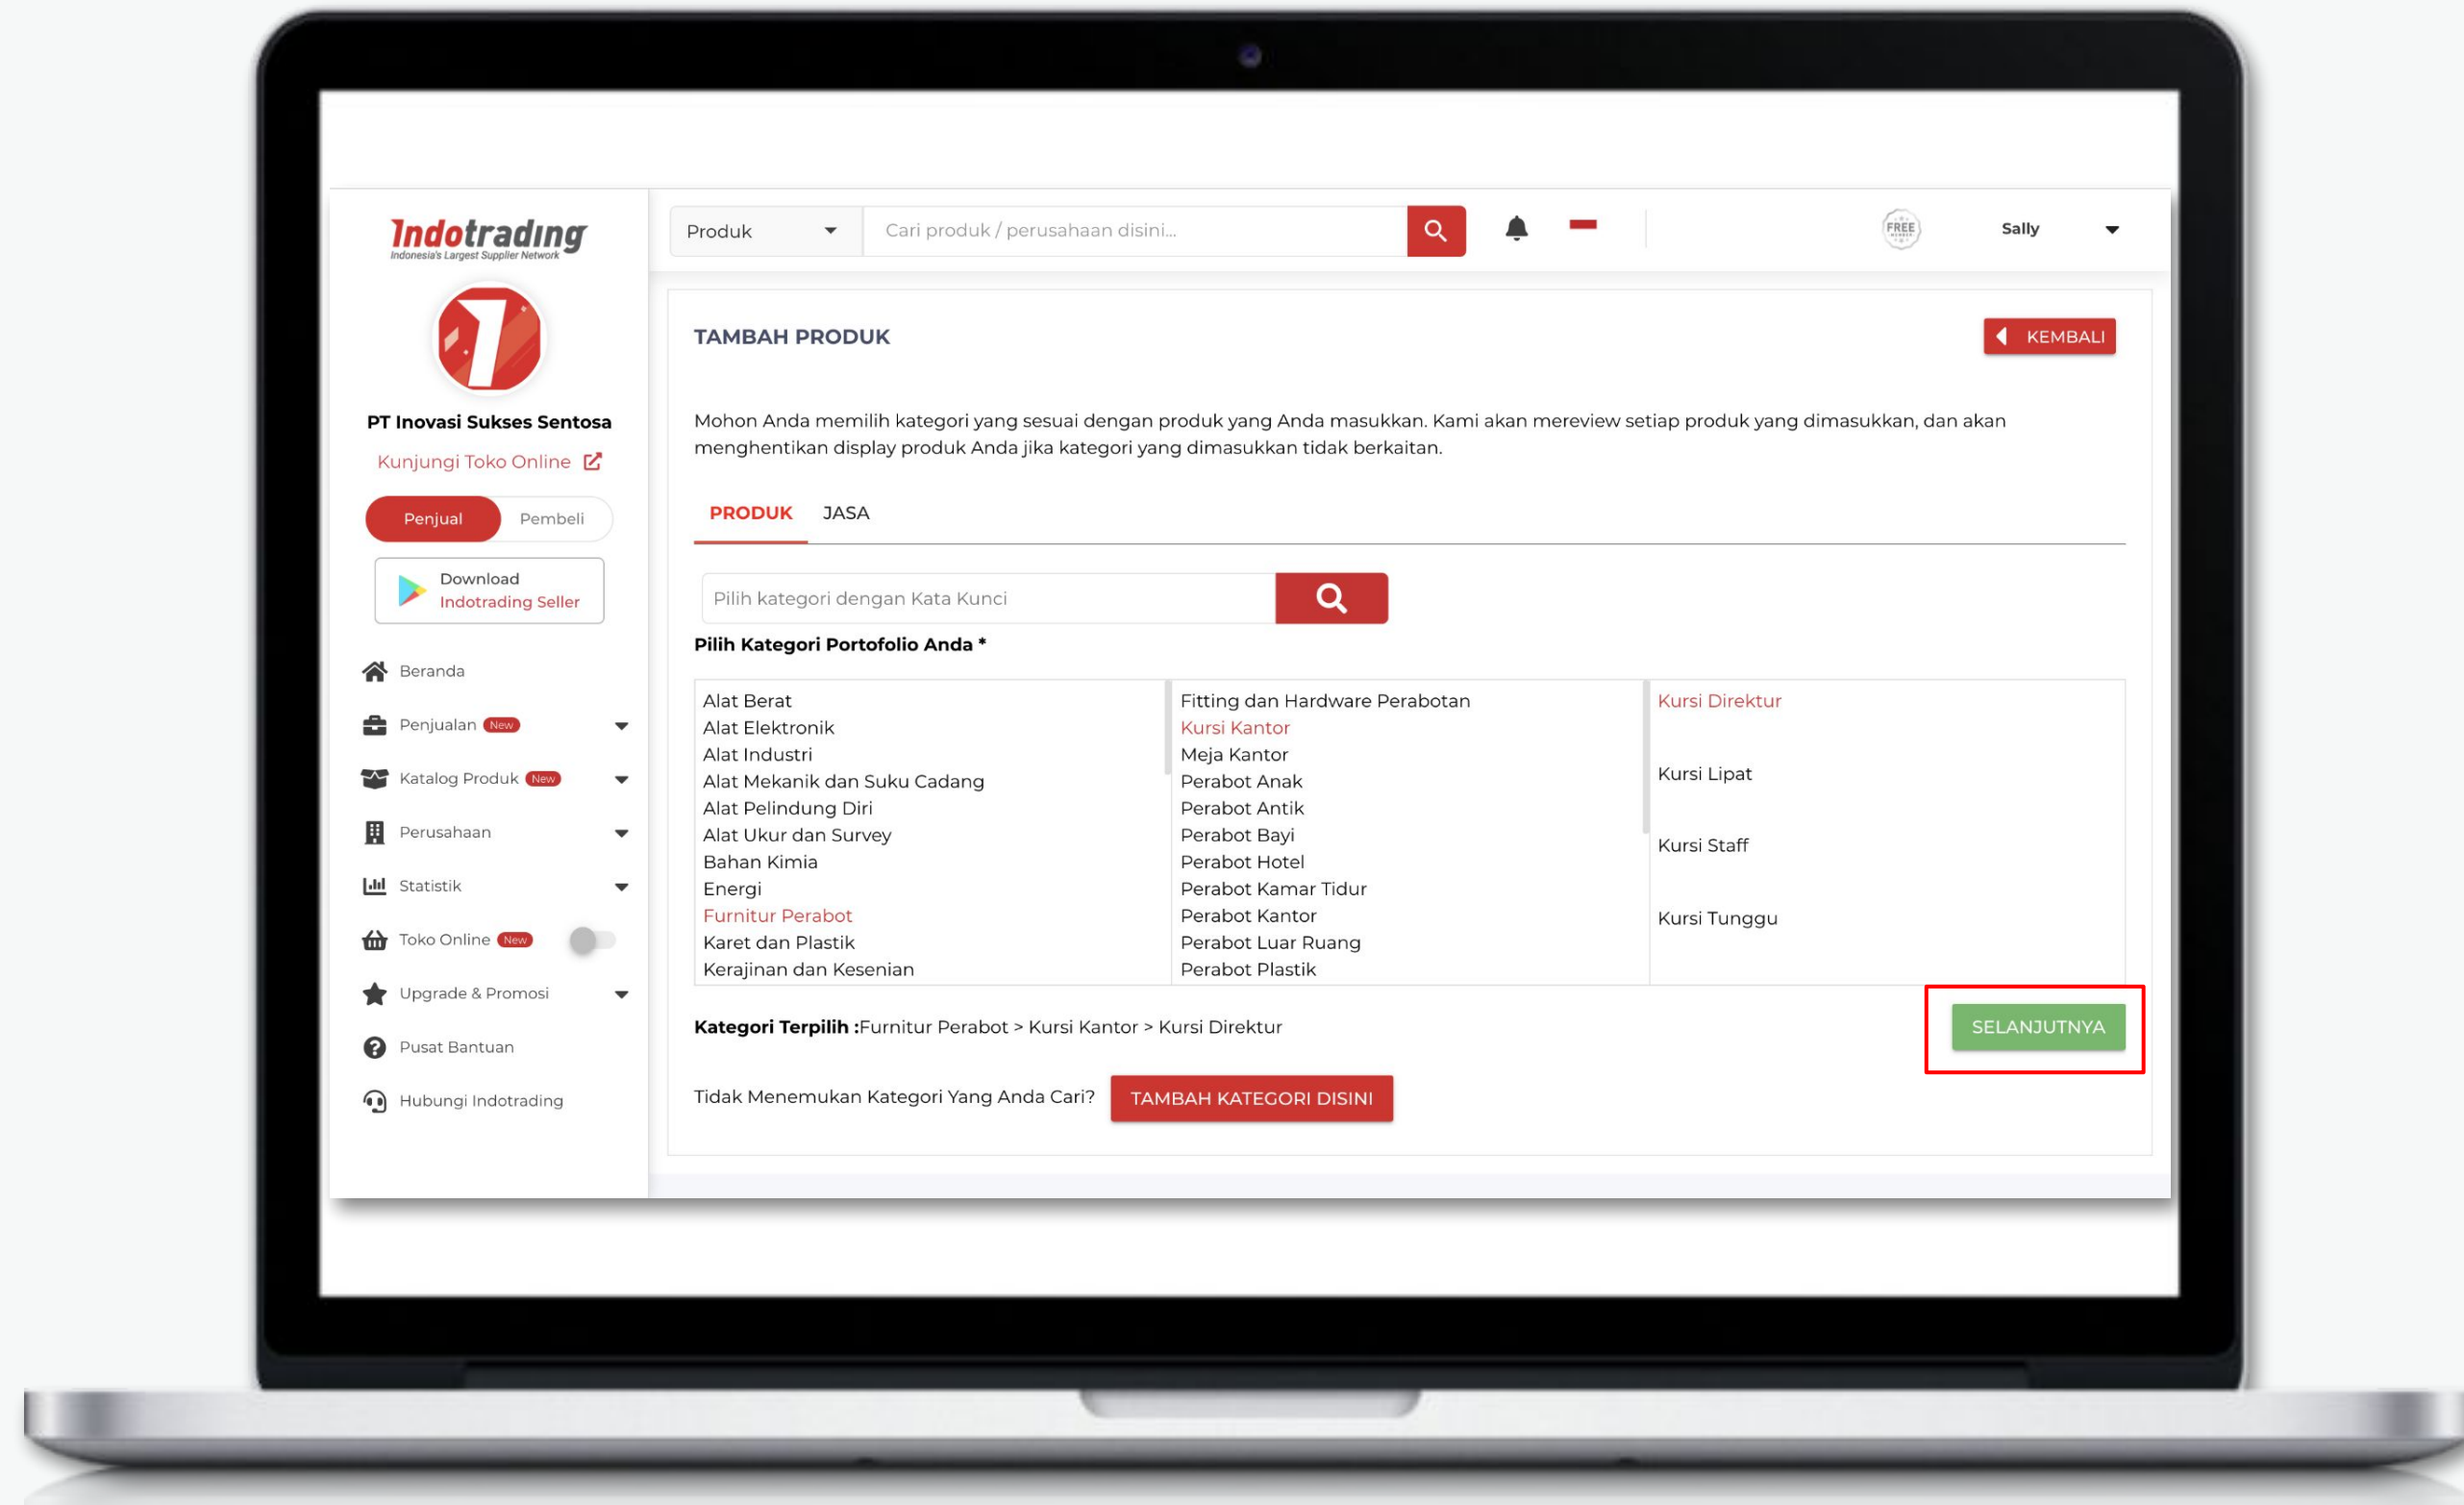 Indotrading
Indonesia's Largest Supplier Network
PT Inovasi Sukses Sentosa
Kunjungi Toko Online
Penjual Pembeli
Download
Indotrading Seller
Beranda
Penjualan New
Katalog Produk New
Perusahaan
Statistik
Toko Online New
Upgrade & Promosi
Pusat Bantuan
Hubungi Indotrading
Produk Cari produk / perusahaan disini... FREE MEMBER Sally
TAMBAH PRODUK KEMBALI
Mohon Anda memilih kategori yang sesuai dengan produk yang Anda masukkan. Kami akan mereview setiap produk yang dimasukkan, dan akan
menghentikan display produk Anda jika kategori yang dimasukkan tidak berkaitan.
PRODUK JASA
Pilih kategori dengan Kata Kunci
Pilih Kategori Portofolio Anda *
Alat Berat
Alat Elektronik
Alat Industri
Alat Mekanik dan Suku Cadang
Alat Pelindung Diri
Alat Ukur dan Survey
Bahan Kimia
Energi
Furnitur Perabot
Karet dan Plastik
Kerajinan dan Kesenian
Fitting dan Hardware Perabotan
Kursi Kantor
Meja Kantor
Perabot Anak
Perabot Antik
Perabot Bayi
Perabot Hotel
Perabot Kamar Tidur
Perabot Kantor
Perabot Luar Ruang
Perabot Plastik
Kursi Direktur
Kursi Lipat
Kursi Staff
Kursi Tunggu
Kategori Terpilih :Furnitur Perabot > Kursi Kantor > Kursi Direktur
SELANJUTNYA
Tidak Menemukan Kategori Yang Anda Cari? TAMBAH KATEGORI DISINI